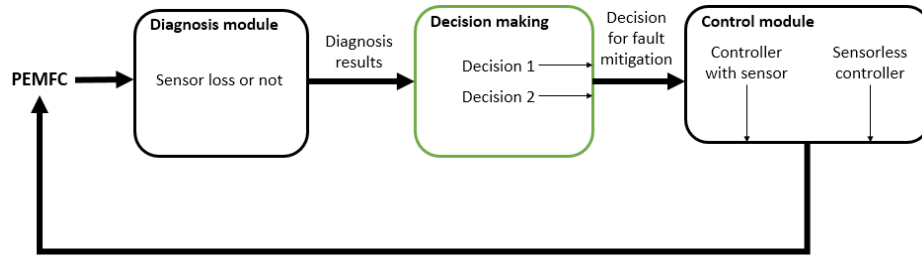 Diagnosis module
Decision making
Decision
for fault
mitigation
Control module
Diagnosis
results
PEMFC
Sensor loss or not
Decision 1
Decision 2
Controller
with sensor
Sensorless
controller